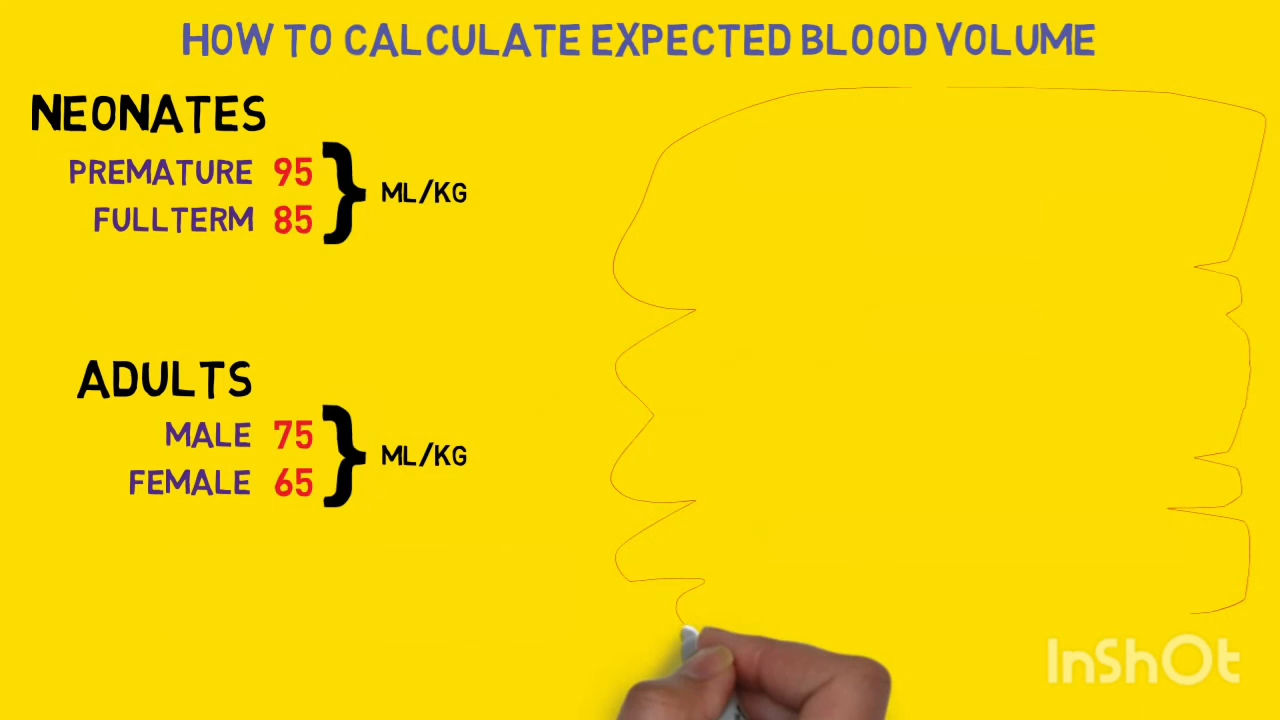 HOW TO CALCULATE EXPECTED BLOOD VOLUME
NEONATES
PREMATURE 95
FULLTERM 85
ML/KG
ADULTS
MALE 75
FEMALE 65
ML/KG
InShOt